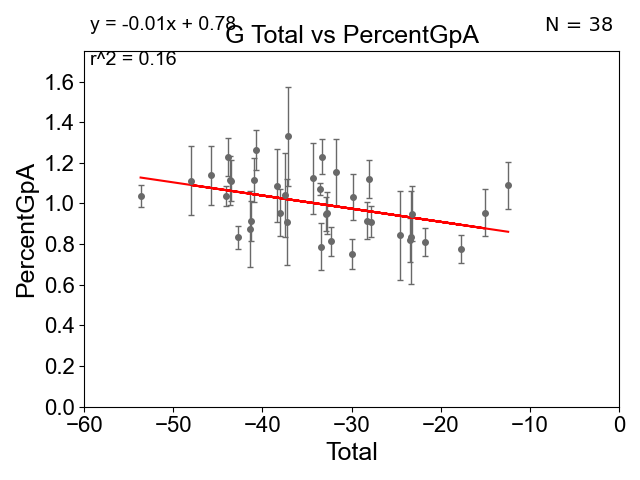 y = -0.01x + 0.78
G Total vs PercentGpA
N = 38
r^2 = 0.16
PercentGpA
1.6
1.4
1.2
1.0
0.8
0.6
0.4
0.2
0.0
−60 −50 −40 −30 −20 −10 0
Total